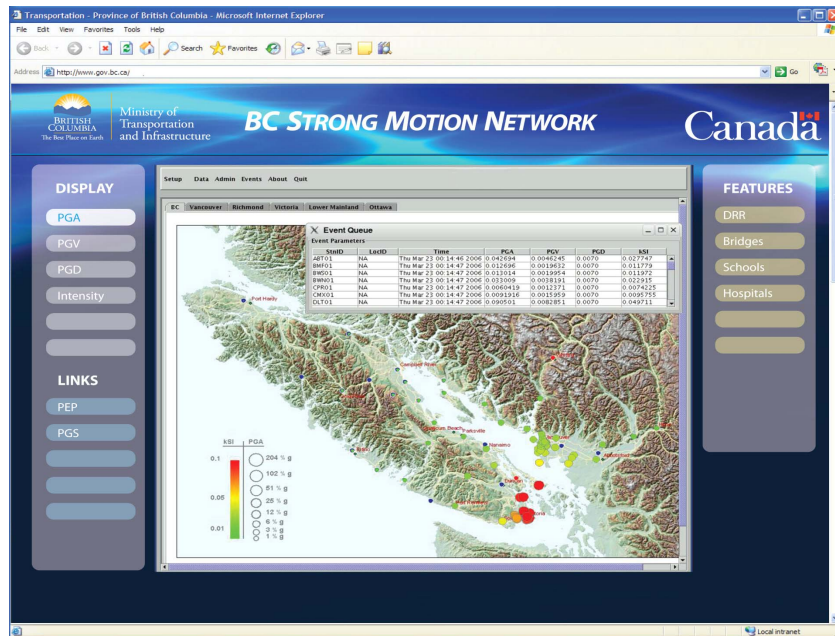 Transportation - Province of British Columbia - Microsoft Internet Explorer
File Edit View Favorites Tools Help
Back Search Favorites
Address http://www.gov.bc.ca/ Go
BRITISH COLUMBIA
The Best Place on Earth
Ministry of
Transportation
and Infrastructure
BC STRONG MOTION NETWORK
Canada
DISPLAY
PGA
PGV
PGD
Intensity
LINKS
PEP
PGS
Setup Data Admin Events About Quit
EC Vancouver Richmond Victoria Lower Mainland Ottawa
Event Queue
Event Parameters
StnID LocID Time PGA PGV PGD kSI
ABT01 NA Thu Mar 23 00:14:46 2006 0.042694 0.0046245 0.0070 0.027747
BMF01 NA Thu Mar 23 00:14:47 2006 0.012696 0.0019632 0.0070 0.011779
BWS01 NA Thu Mar 23 00:14:47 2006 0.013014 0.0019954 0.0070 0.011972
BWN01 NA Thu Mar 23 00:14:47 2006 0.033009 0.0038191 0.0070 0.022915
CPR01 NA Thu Mar 23 00:14:47 2006 0.0060419 0.0012371 0.0070 0.0074225
CMX01 NA Thu Mar 23 00:14:47 2006 0.0091916 0.0015959 0.0070 0.0095755
DLT01 NA Thu Mar 23 00:14:47 2006 0.090501 0.0082851 0.0070 0.049711
Port Hardy
Campbell River
Parksville
Nanaimo
Duncan
kSI PGA
0.1
0.05
0.01
204 % g
102 % g
51 % g
25 % g
12 % g
6 % g
3 % g
1 % g
FEATURES
DRR
Bridges
Schools
Hospitals
Local intranet